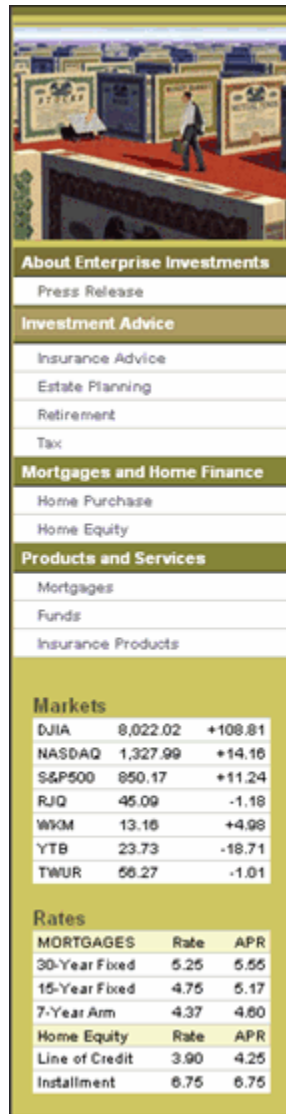 STOCKS
About Enterprise Investments
Press Release
Investment Advice
Insurance Advice
Estate Planning
Retirement
Tax
Mortgages and Home Finance
Home Purchase
Home Equity
Products and Services
Mortgages
Funds
Insurance Products
Markets
DJIA 8,022.02 +108.81
NASDAQ 1,327.99 +14.16
S&P500 850.17 +11.24
RJQ 45.09 -1.18
WKM 13.16 +4.98
YTB 23.73 -18.71
TWUR 56.27 -1.01
Rates
MORTGAGES Rate APR
30-Year Fixed 5.25 5.55
15-Year Fixed 4.75 5.17
7-Year Arm 4.37 4.60
Home Equity Rate APR
Line of Credit 3.90 4.25
Installment 6.75 6.75